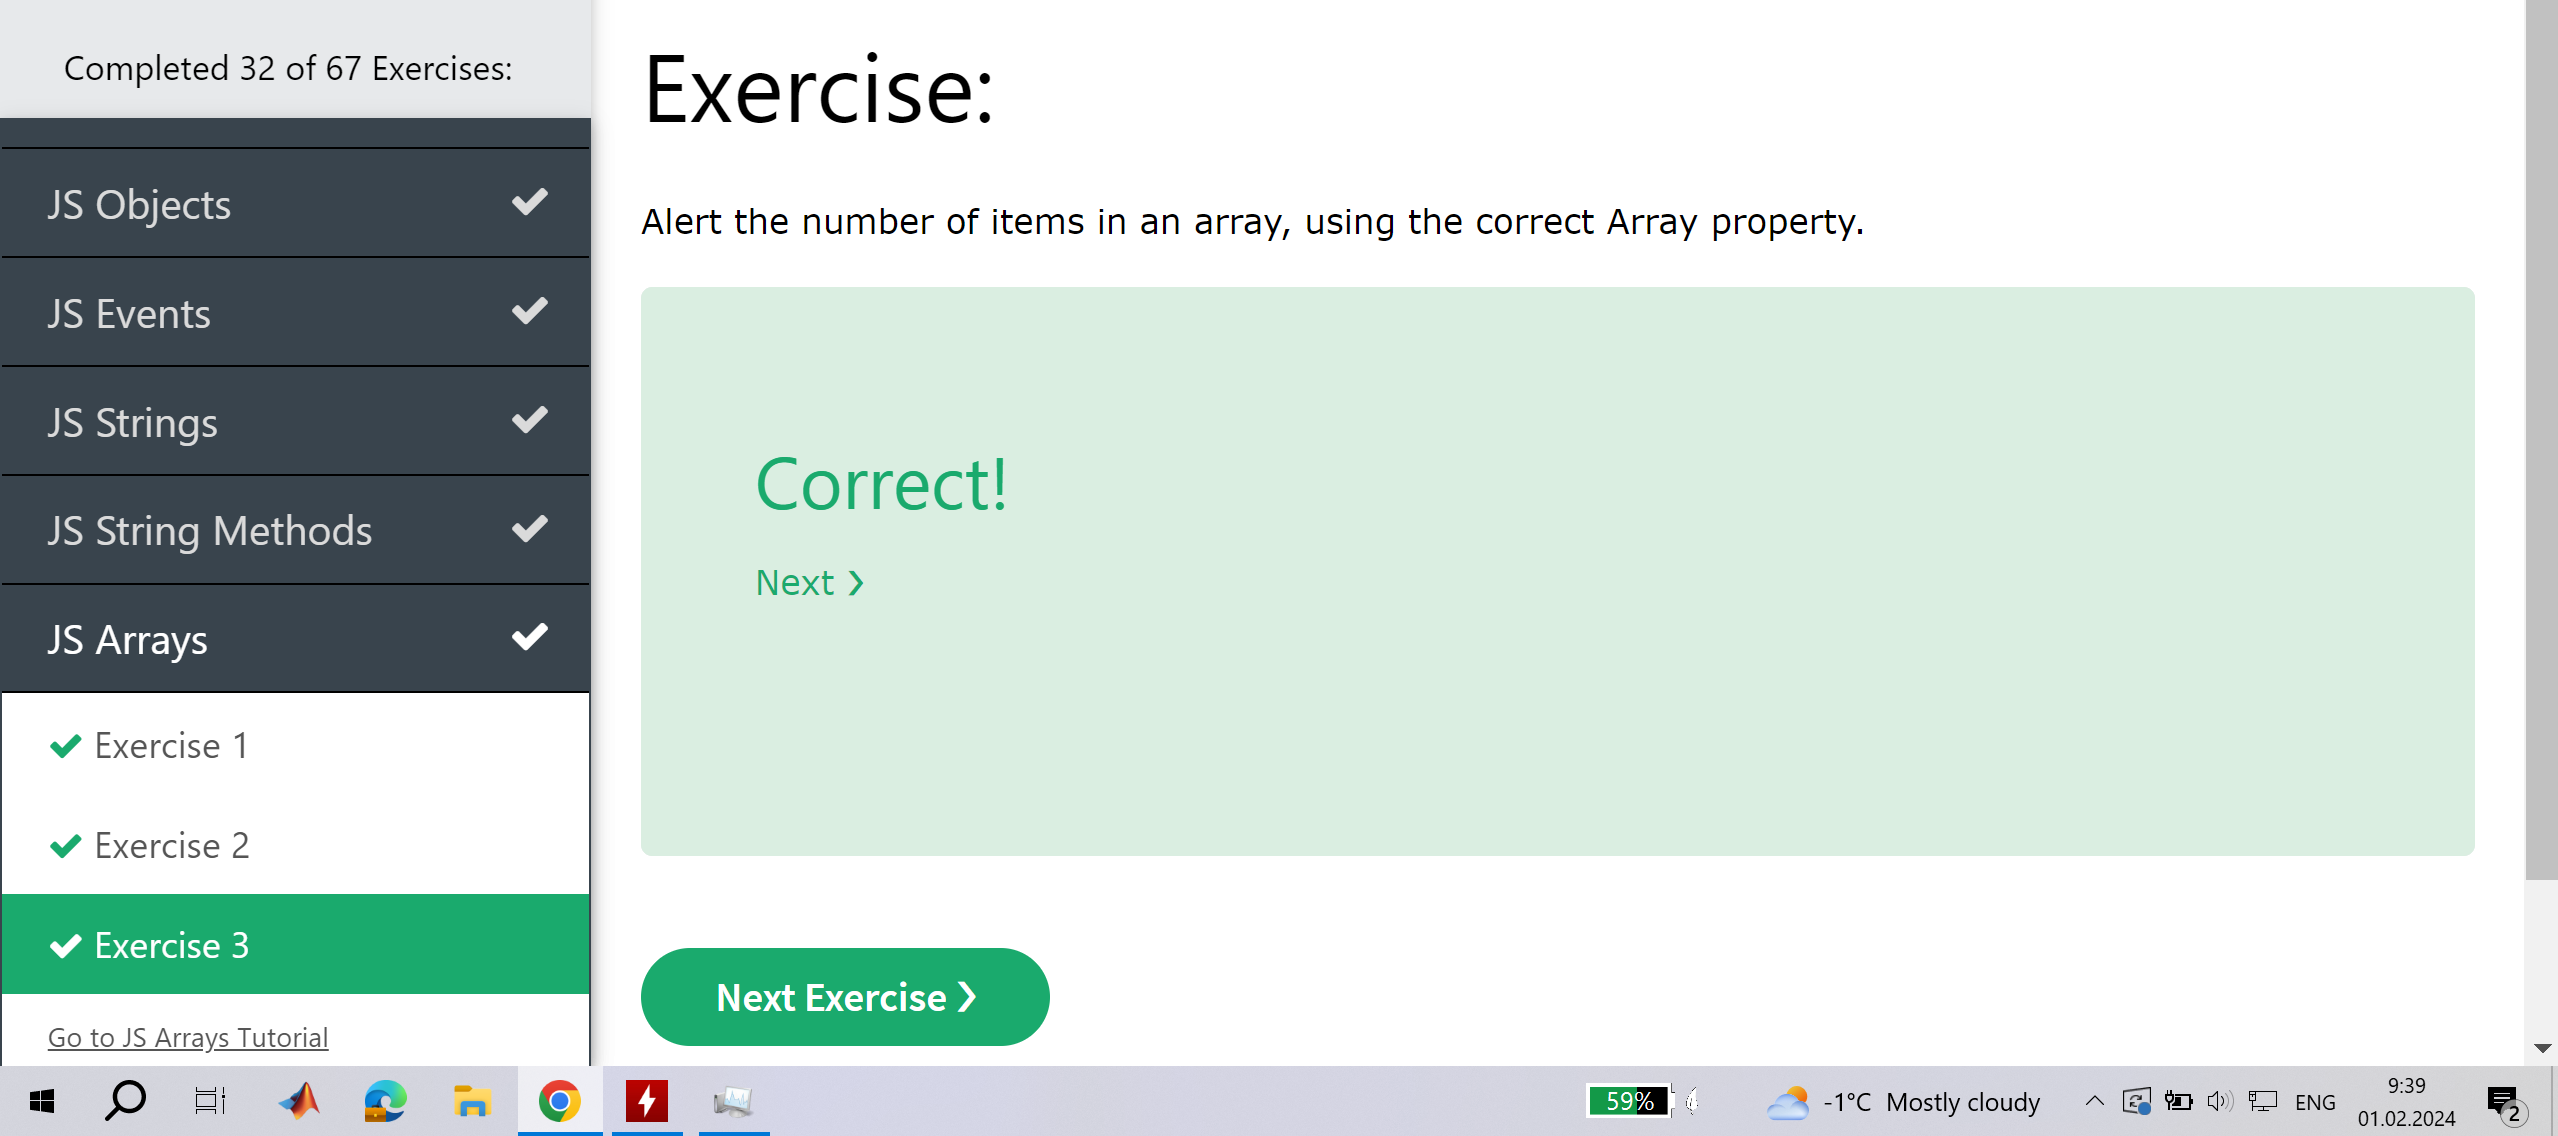 Completed 32 of 67 Exercises:
JS Objects
JS Events
JS Strings
JS String Methods
JS Arrays
Exercise 1
Exercise 2
Exercise 3
Go to JS Arrays Tutorial
Exercise:
Alert the number of items in an array, using the correct Array property.
Correct!
Next ❯
Next Exercise ❯
59%
-1°C Mostly cloudy
ENG
9:39
01.02.2024
2